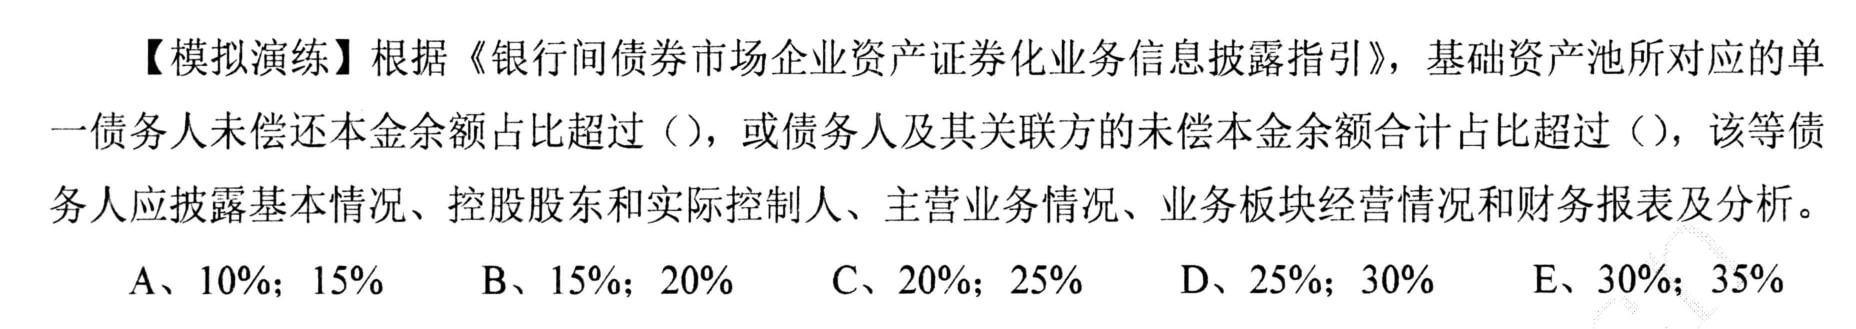 【模拟演练】根据《银行间债券市场企业资产证券化业务信息披露指引》，基础资产池所对应的单
一债务人未偿还本金余额占比超过（），或债务人及其关联方的未偿本金余额合计占比超过（），该等债
务人应披露基本情况、控股股东和实际控制人、主营业务情况、业务板块经营情况和财务报表及分析。
A、10%；15% B、15%；20% C、20%；25% D、25%；30% E、30%；35%